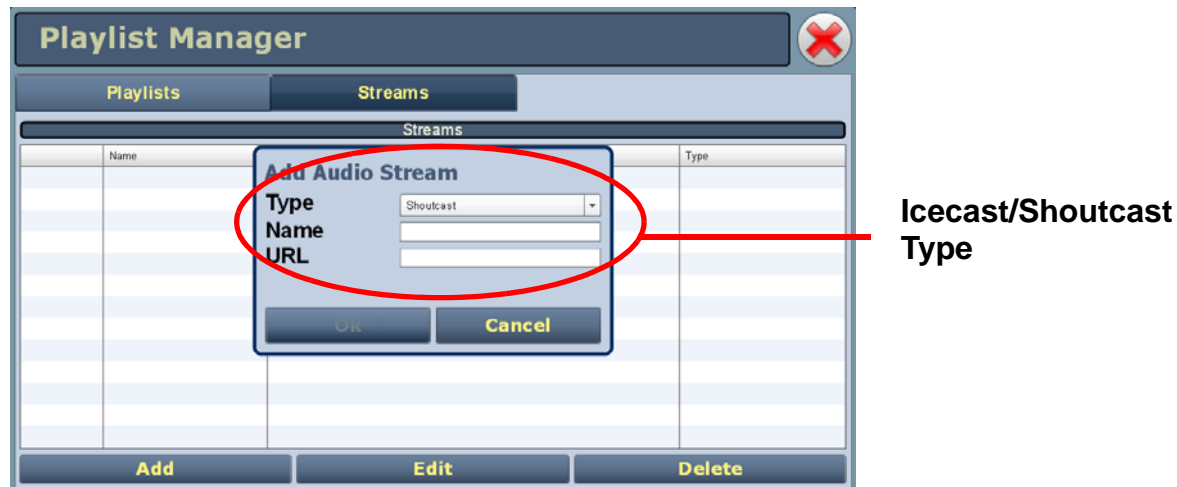 Playlist Manager
Playlists Streams
Streams
Name Type
Add Audio Stream
Type Shoutcast
Name
URL
Ok Cancel
Add Edit Delete
Icecast/Shoutcast
Type